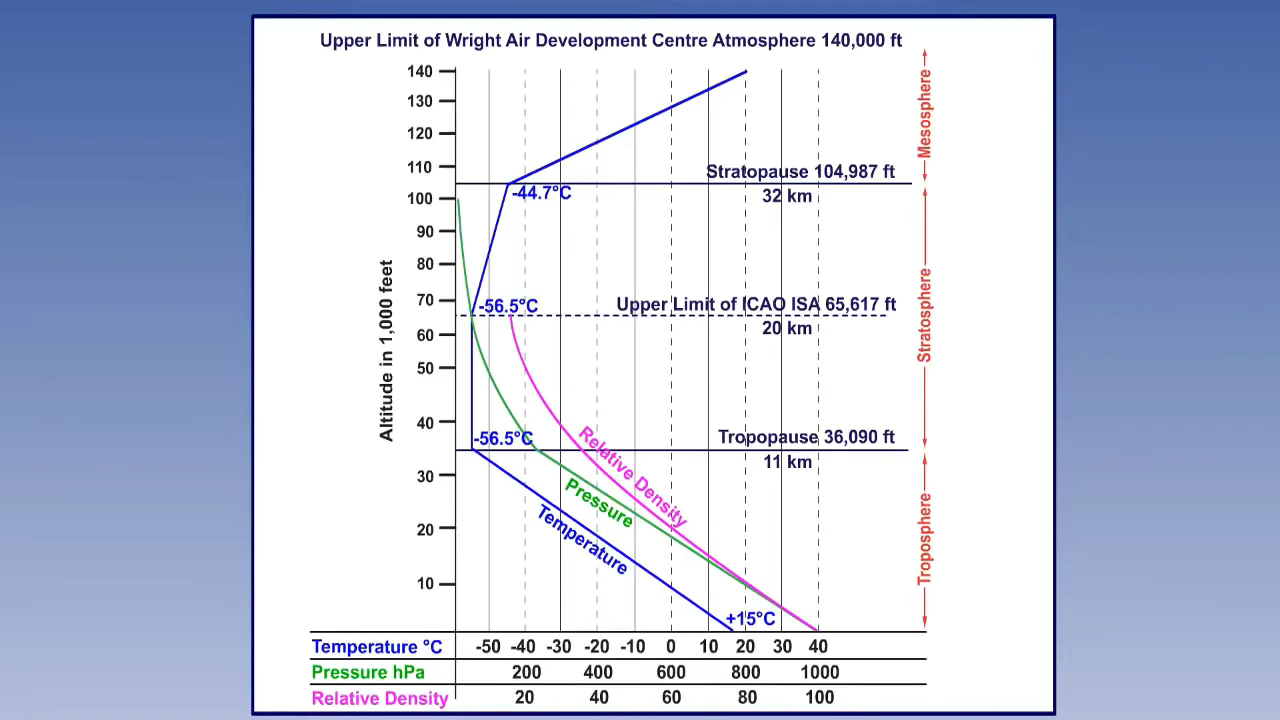 Upper Limit of Wright Air Development Centre Atmosphere 140,000 ft
140
130
120
110
100
90
80
70
60
50
40
30
20
10
Altitude in 1,000 feet
Stratopause 104,987 ft
32 km
-44.7°C
-56.5°C
Upper Limit of ICAO ISA 65,617 ft
20 km
-56.5°C
Tropopause 36,090 ft
11 km
Relative Density
Pressure
Temperature
+15°C
Mesosphere
Stratosphere
Troposphere
Temperature °C -50 -40 -30 -20 -10 0 10 20 30 40
Pressure hPa 200 400 600 800 1000
Relative Density 20 40 60 80 100